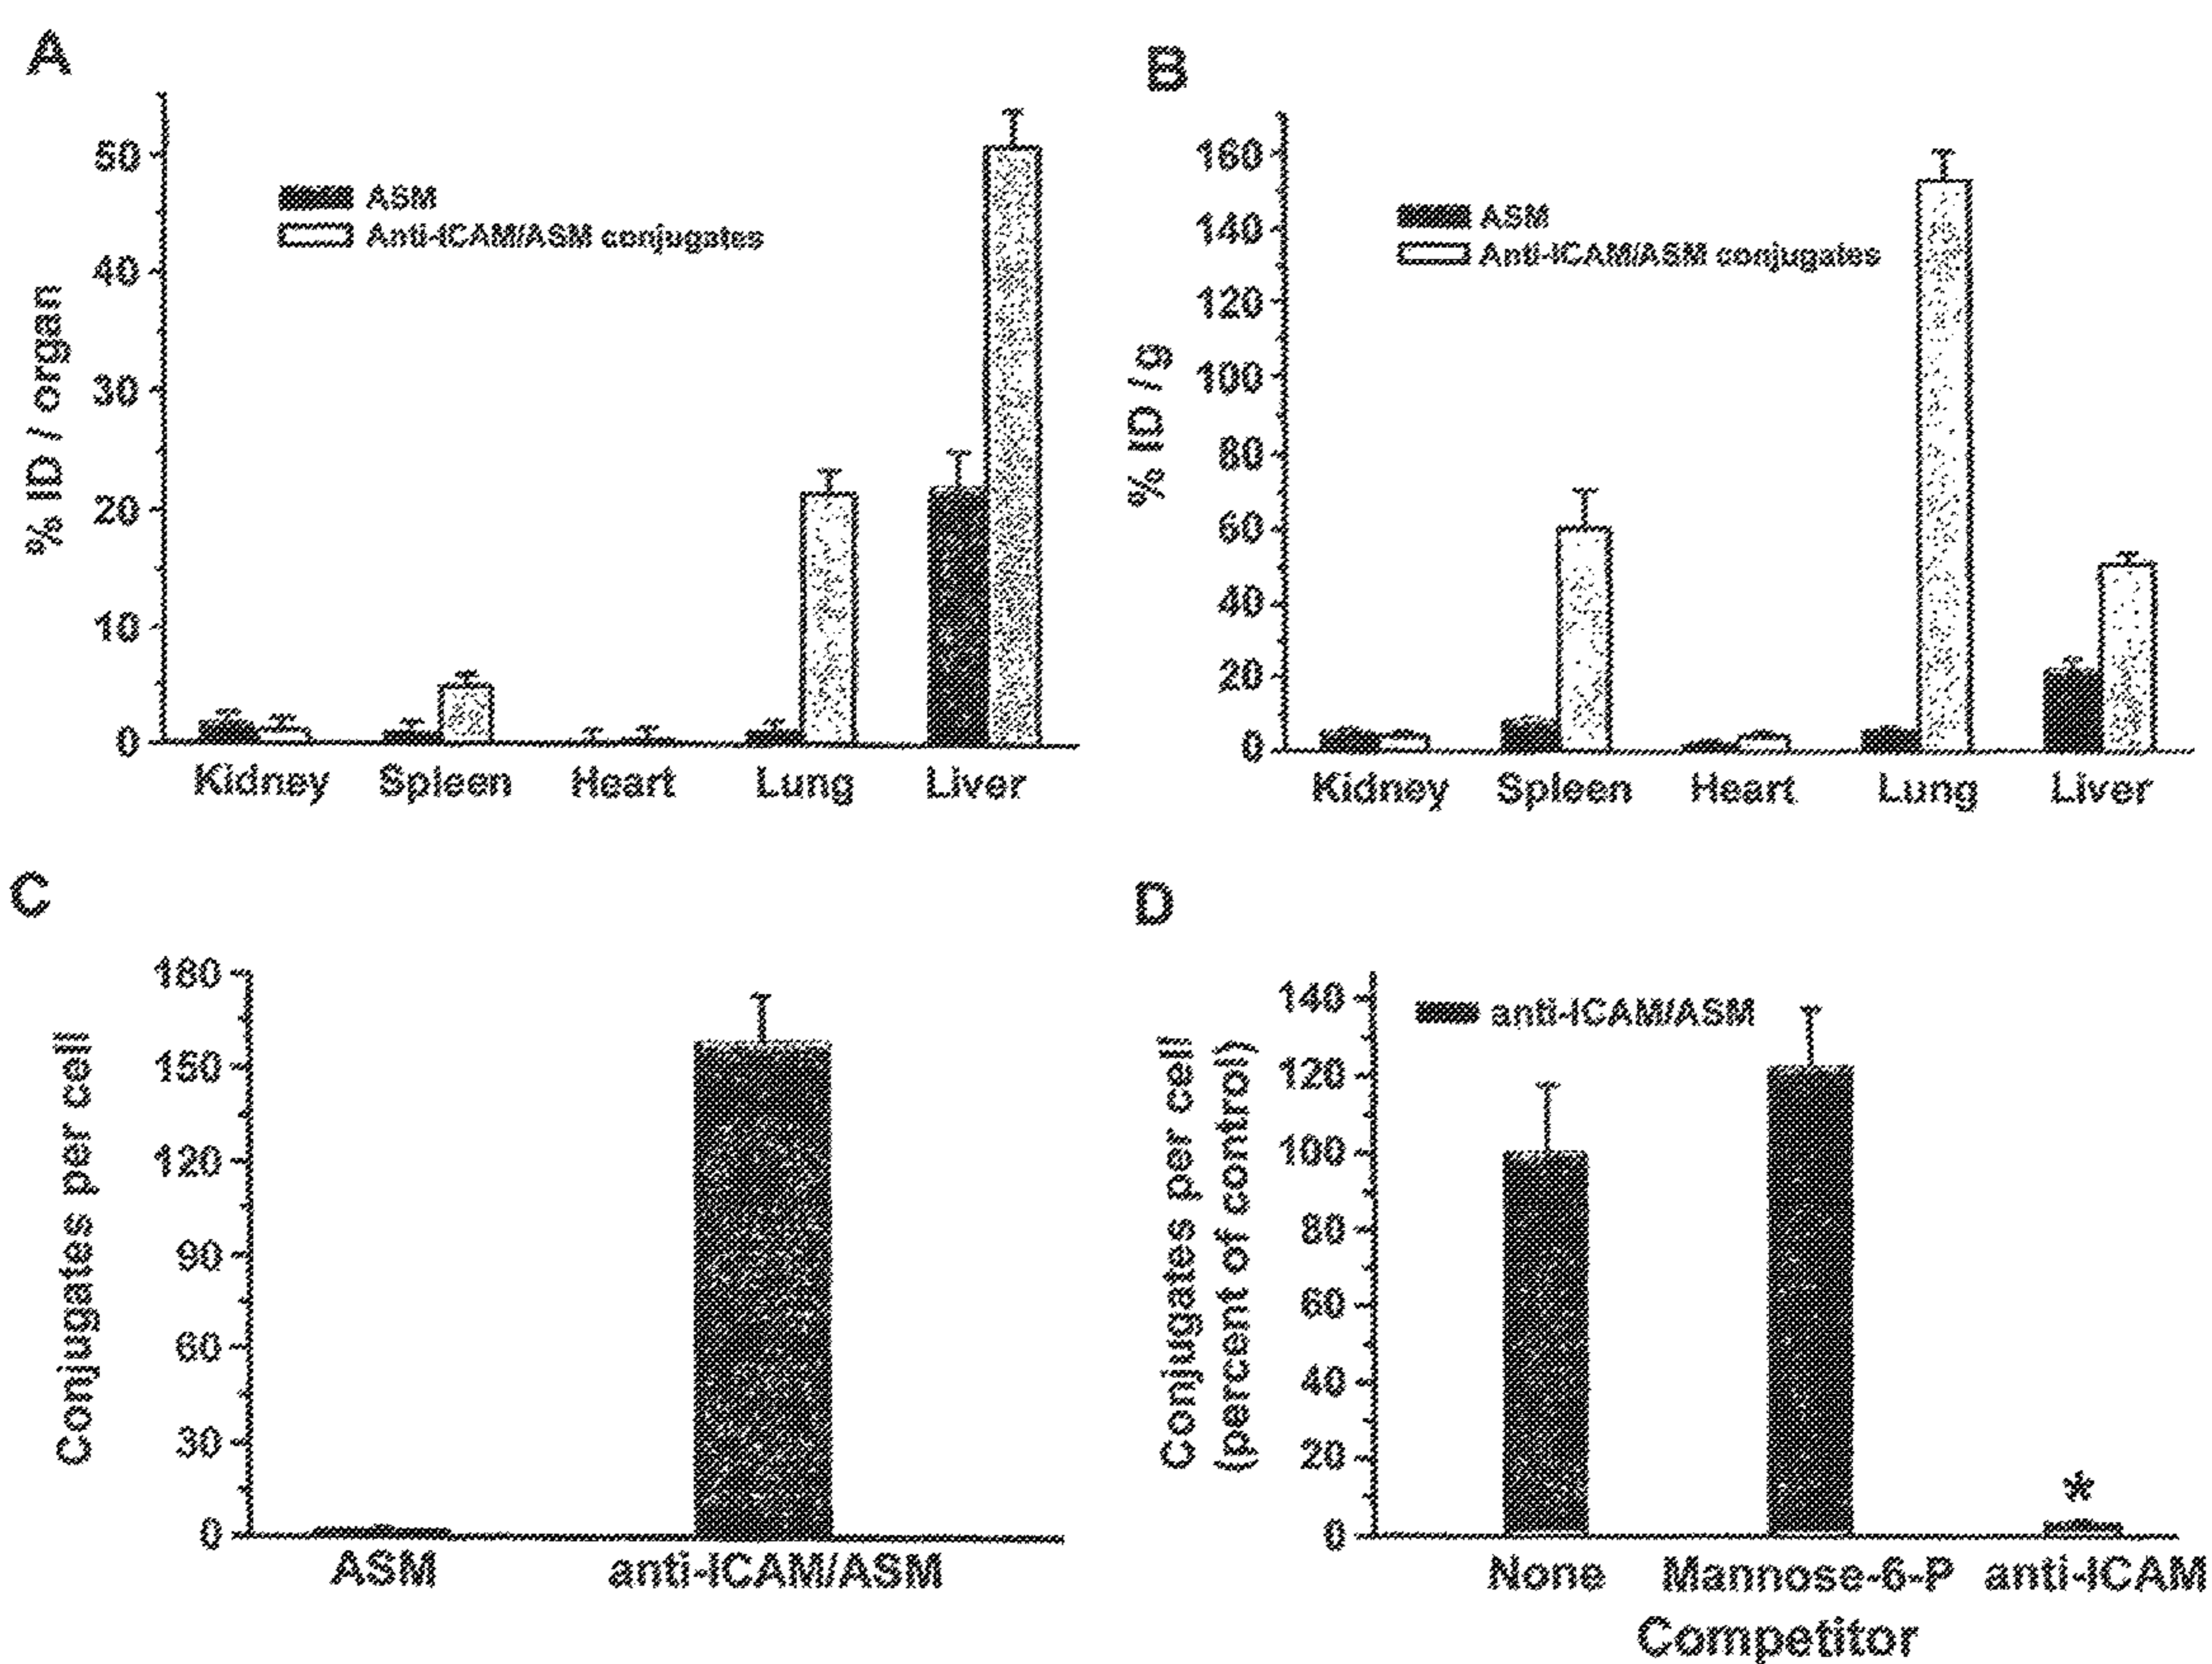 A
% ID / organ
50
40
30
20
10
0
ASM
Anti-ICAM/ASM conjugates
Kidney Spleen Heart Lung Liver
B
% ID / g
160
140
120
100
80
60
40
20
0
ASM
Anti-ICAM/ASM conjugates
Kidney Spleen Heart Lung Liver
C
Conjugates per cell
180
150
120
90
60
30
0
ASM anti-ICAM/ASM
D
Conjugates per cell
(percent of control)
140
120
100
80
60
40
20
0
anti-ICAM/ASM
*
None Mannose-6-P anti-ICAM
Competitor